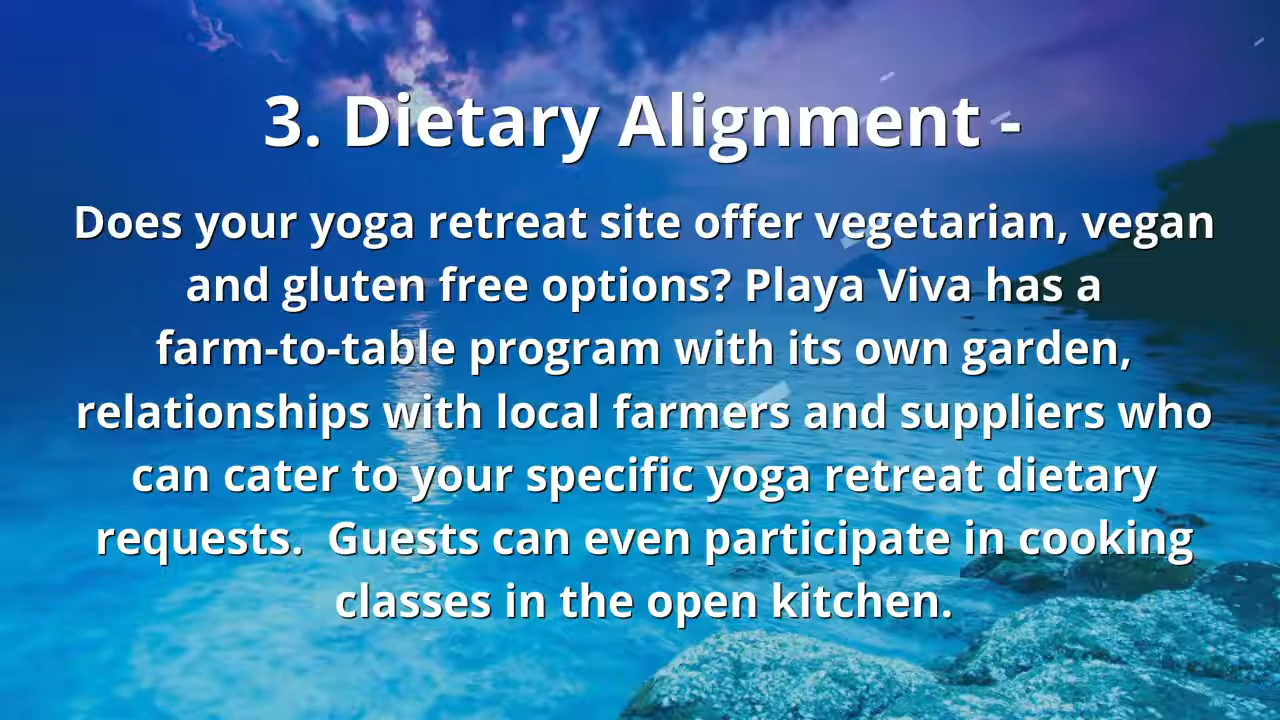 3. Dietary Alignment -
Does your yoga retreat site offer vegetarian, vegan
and gluten free options? Playa Viva has a
farm-to-table program with its own garden,
relationships with local farmers and suppliers who
can cater to your specific yoga retreat dietary
requests.  Guests can even participate in cooking
classes in the open kitchen.